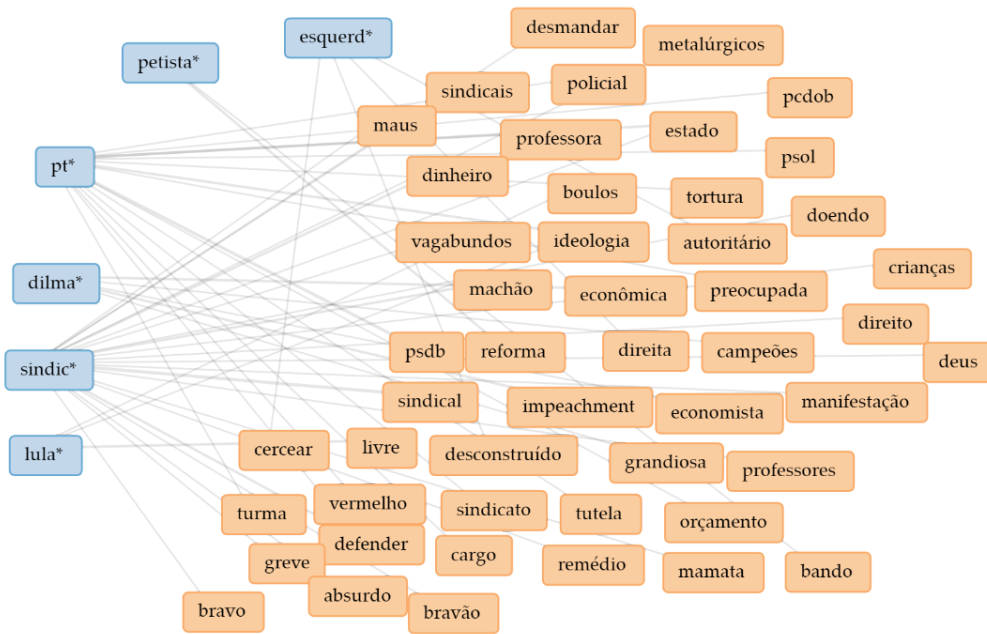 desmandar
esquerd*
metalúrgicos
petista*
policial
sindicais
pcdob
maus
estado
professora
pt*
psol
dinheiro
boulos
tortura
doendo
vagabundos
ideologia
autoritário
crianças
dilma*
machão
econômica
preocupada
direito
psdb
reforma
direita
campeões
deus
sindic*
sindical
impeachment
economista
manifestação
lula*
cercear
livre
desconstruído
grandiosa
professores
vermelho
turma
sindicato
tutela
orçamento
defender
greve
cargo
remédio
mamata
bando
absurdo
bravo
bravão